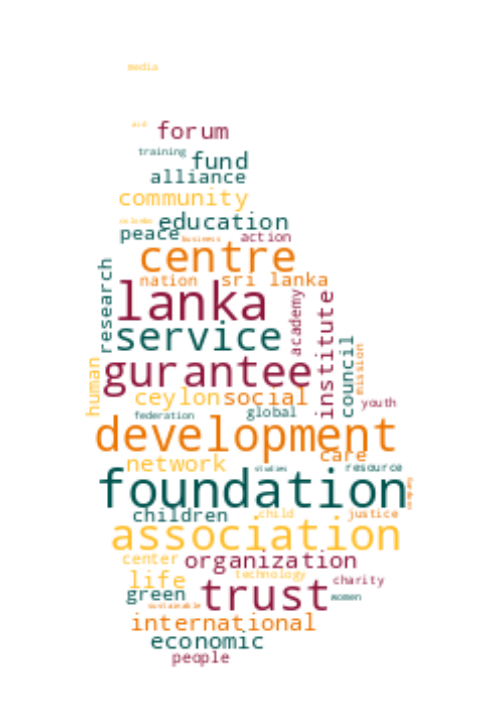 media
aid
forum
training
fund
alliance
community
colombo
education
peace
business
action
centre
research
nation
sri lanka
lanka
academy
institute
service
council
mission
human
gurantee
ceylon
social
youth
federation
global
development
care
network
studies
resource
foundation
children
child
justice
association
center
organization
technology
life
charity
green
trust
women
sustainable
international
economic
people